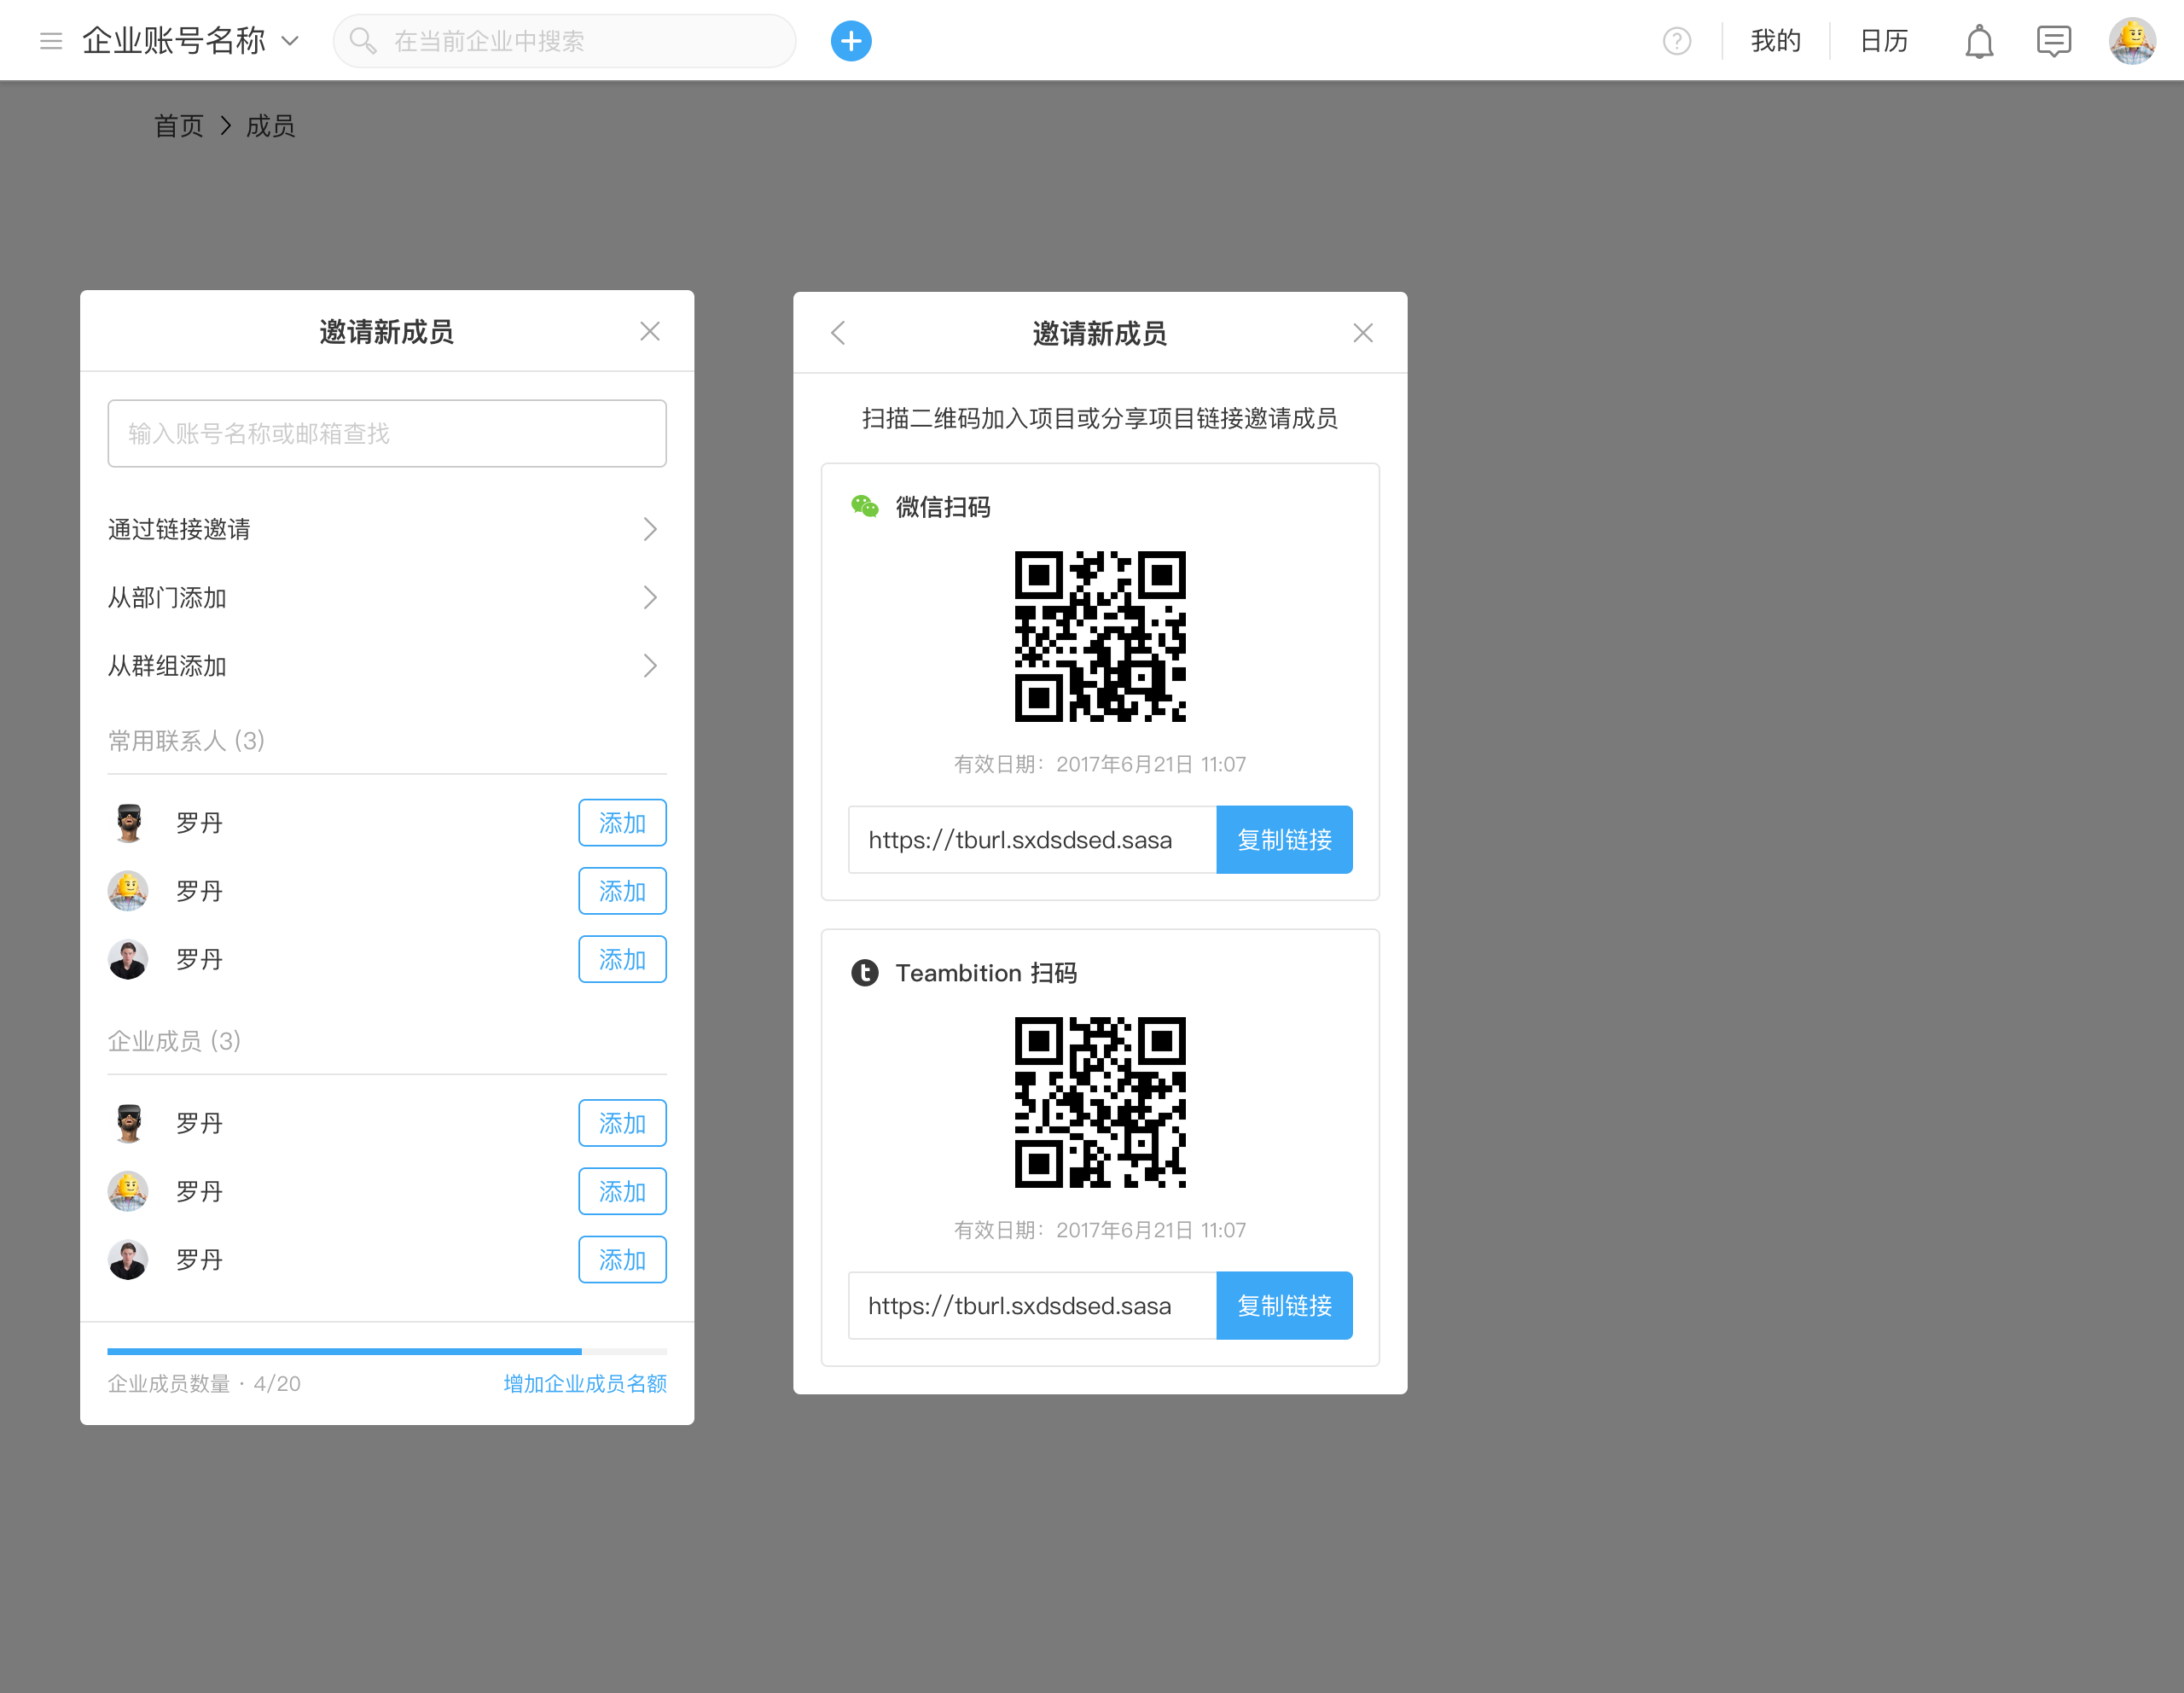 企业账号名称
在当前企业中搜索
?
我的
日历
首页 > 成员
邀请新成员
输入账号名称或邮箱查找
通过链接邀请
从部门添加
从群组添加
常用联系人 (3)
罗丹 添加
罗丹 添加
罗丹 添加
企业成员 (3)
罗丹 添加
罗丹 添加
罗丹 添加
企业成员数量 · 4/20 增加企业成员名额
邀请新成员
扫描二维码加入项目或分享项目链接邀请成员
微信扫码
有效日期：2017年6月21日 11:07
https://tburl.sxdsdsed.sasa 复制链接
Teambition 扫码
有效日期：2017年6月21日 11:07
https://tburl.sxdsdsed.sasa 复制链接